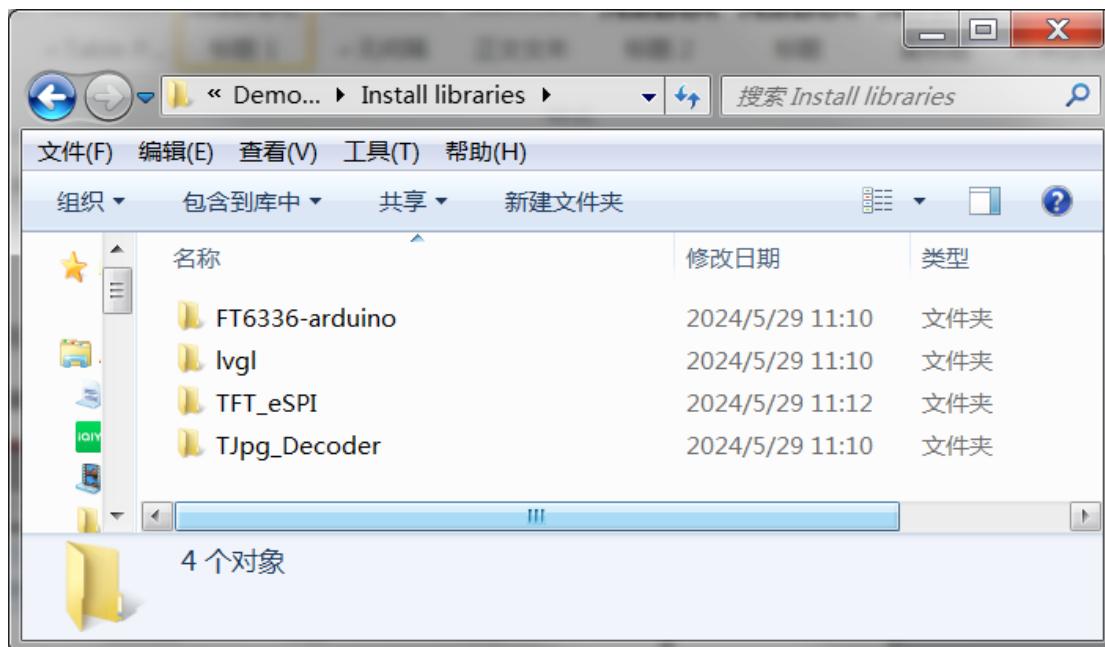 « Demo... Install libraries
搜索 Install libraries
文件(F) 编辑(E) 查看(V) 工具(T) 帮助(H)
组织 包含到库中 共享 新建文件夹
名称 修改日期 类型
FT6336-arduino 2024/5/29 11:10 文件夹
lvgl 2024/5/29 11:10 文件夹
TFT_eSPI 2024/5/29 11:12 文件夹
TJpg_Decoder 2024/5/29 11:10 文件夹
4 个对象